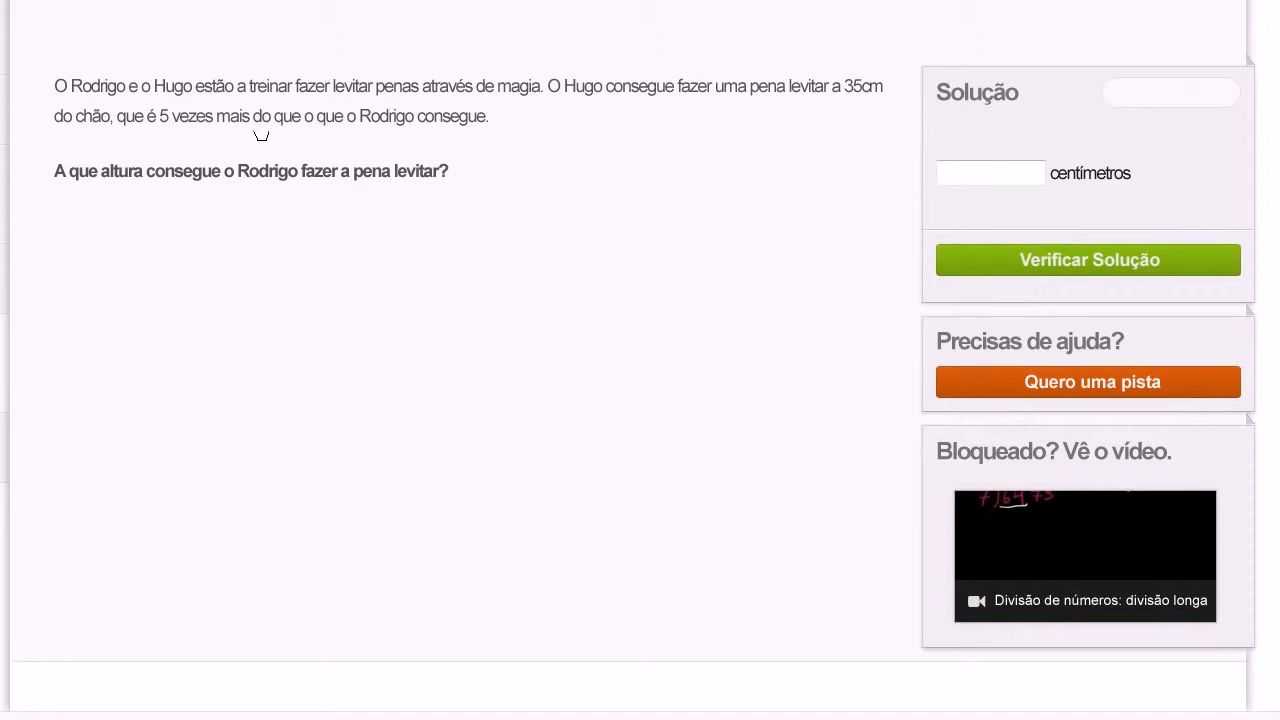 O Rodrigo e o Hugo estão a treinar fazer levitar penas através de magia. O Hugo consegue fazer uma pena levitar a 35cm
do chão, que é 5 vezes mais do que o que o Rodrigo consegue.
A que altura consegue o Rodrigo fazer a pena levitar?
Solução
centímetros
Verificar Solução
Precisas de ajuda?
Quero uma pista
Bloqueado? Vê o vídeo.
7)6475
Divisão de números: divisão longa